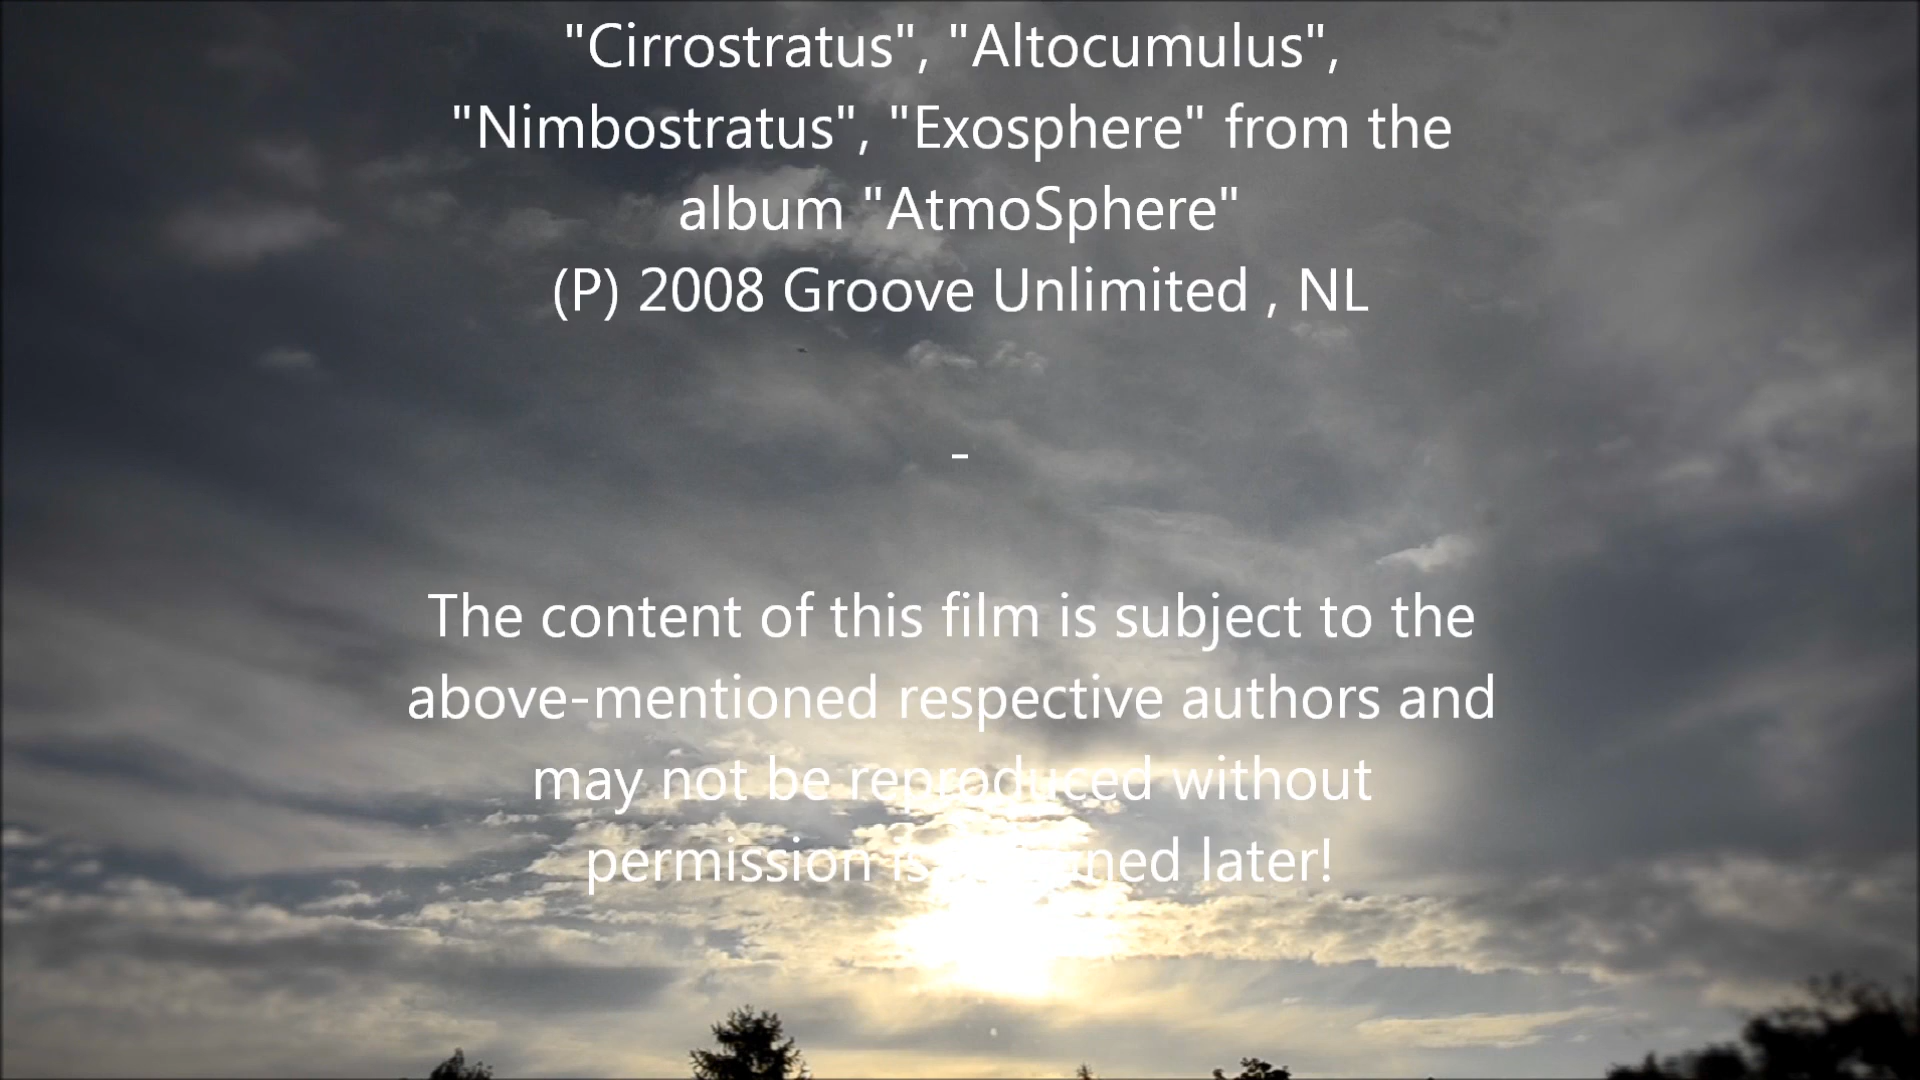 "Cirrostratus", "Altocumulus",
"Nimbostratus", "Exosphere" from the
album "AtmoSphere"
(P) 2008 Groove Unlimited , NL
-
The content of this film is subject to the
above-mentioned respective authors and
may not be reproduced without
permission is later!